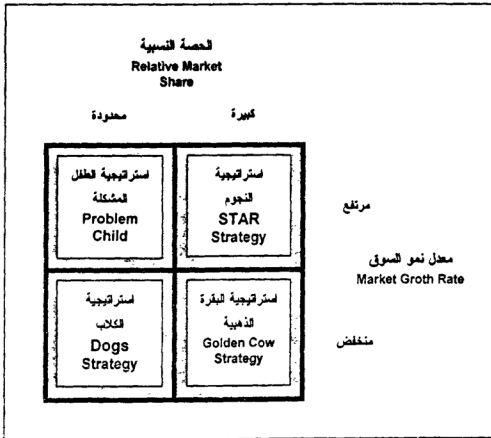 الحصة النسبية
Relative Market
Share
كبيرة
محدودة
استراتيجية
النجوم
STAR
Strategy
استراتيجية الطفل
المشكلة
Problem
Child
مرتفع
معدل نمو السوق
Market Groth Rate
استراتيجية البقرة
الذهبية
Golden Cow
Strategy
استراتيجية
الكلاب
Dogs
Strategy
منخفض